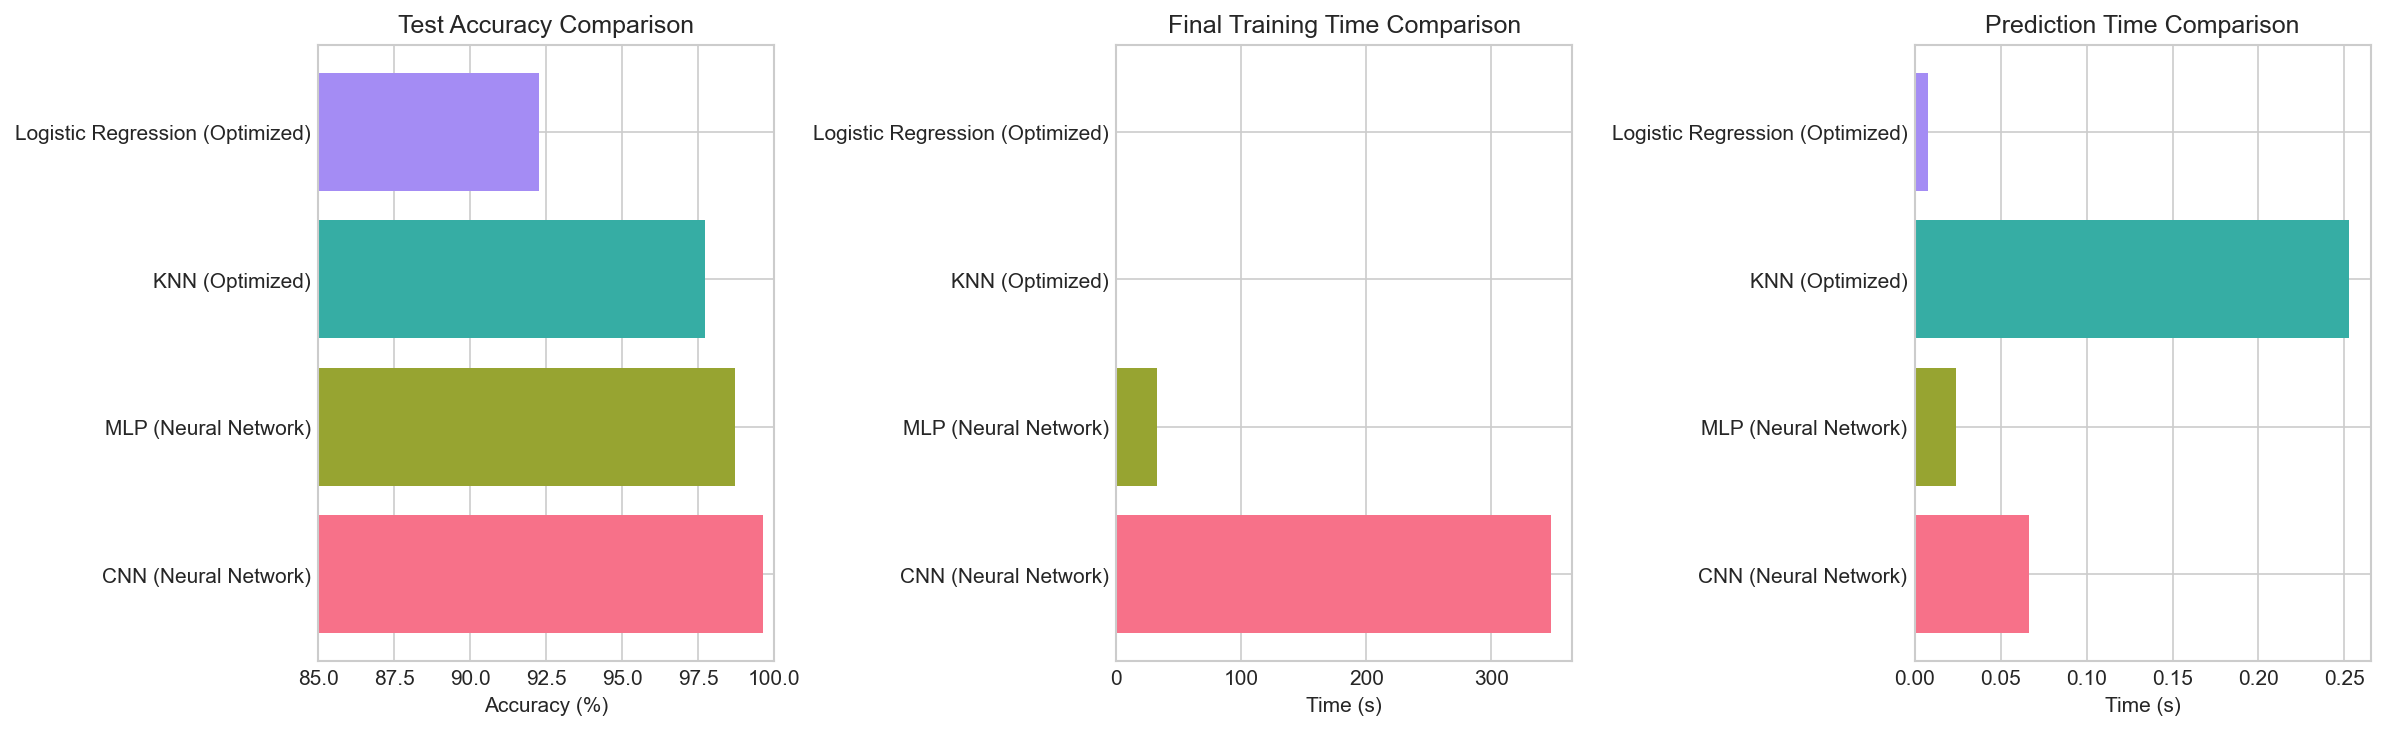 Test Accuracy Comparison
Logistic Regression (Optimized)
KNN (Optimized)
MLP (Neural Network)
CNN (Neural Network)
85.0 87.5 90.0 92.5 95.0 97.5 100.0
Accuracy (%)
Final Training Time Comparison
Logistic Regression (Optimized)
KNN (Optimized)
MLP (Neural Network)
CNN (Neural Network)
0 100 200 300
Time (s)
Prediction Time Comparison
Logistic Regression (Optimized)
KNN (Optimized)
MLP (Neural Network)
CNN (Neural Network)
0.00 0.05 0.10 0.15 0.20 0.25
Time (s)